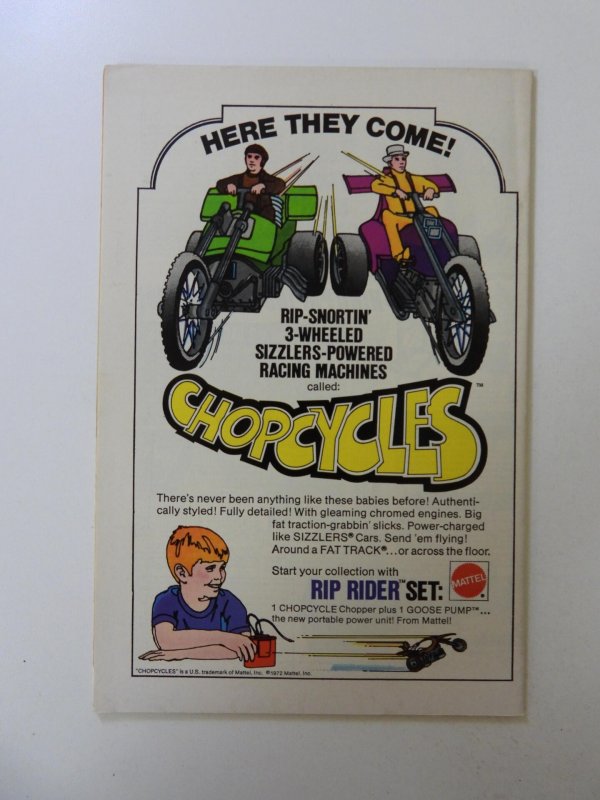 HERE THEY COME!
RIP-SNORTIN'
3-WHEELED
SIZZLERS-POWERED
RACING MACHINES
called:
CHOPCYCLES™
There's never been anything like these babies before! Authenti-
cally styled! Fully detailed! With gleaming chromed engines. Big
fat traction-grabbin' slicks. Power-charged
like SIZZLERS® Cars. Send 'em flying!
Around a FAT TRACK®...or across the floor.
Start your collection with
RIP RIDER™ SET:
MATTEL®
1 CHOPCYCLE Chopper plus 1 GOOSE PUMP™...
the new portable power unit! From Mattel!
"CHOPCYCLES" is a U.S. trademark of Mattel, Inc. ©1972 Mattel, Inc.